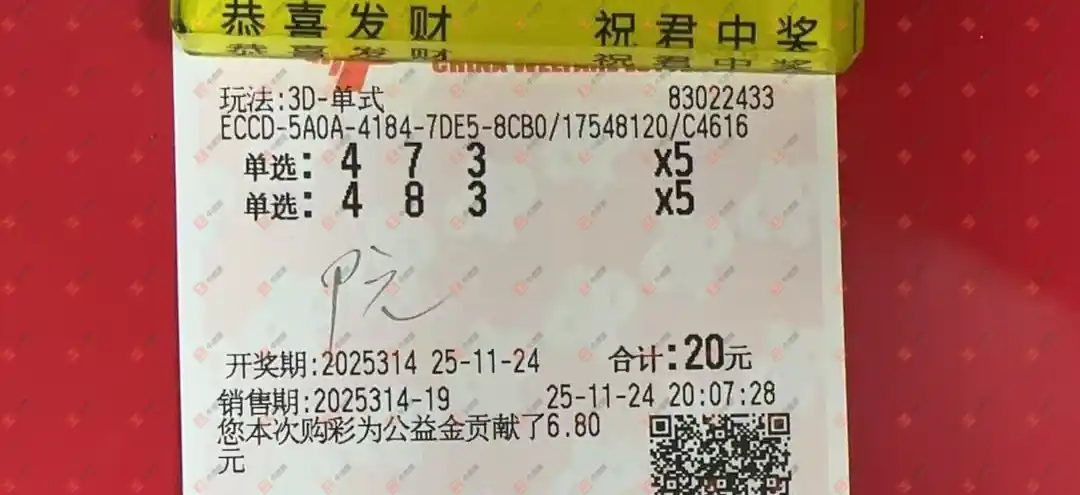 恭喜发财 祝君中奖
玩法:3D-单式 83022433
ECCD-5A0A-4184-7DE5-8CB0/17548120/C4616
单选: 4 7 3 x5
单选: 4 8 3 x5
开奖期:2025314 25-11-24 合计:20元
销售期:2025314-19 25-11-24 20:07:28
您本次购彩为公益金贡献了6.80
元